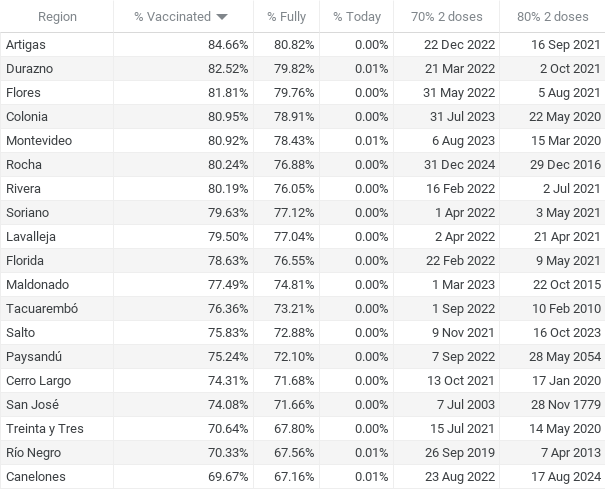 Region % Vaccinated % Fully % Today 70% 2 doses 80% 2 doses
Artigas 84.66% 80.82% 0.00% 22 Dec 2022 16 Sep 2021
Durazno 82.52% 79.82% 0.01% 21 Mar 2022 2 Oct 2021
Flores 81.81% 79.76% 0.00% 31 May 2022 5 Aug 2021
Colonia 80.95% 78.91% 0.00% 31 Jul 2023 22 May 2020
Montevideo 80.92% 78.43% 0.01% 6 Aug 2023 15 Mar 2020
Rocha 80.24% 76.88% 0.00% 31 Dec 2024 29 Dec 2016
Rivera 80.19% 76.05% 0.00% 16 Feb 2022 2 Jul 2021
Soriano 79.63% 77.12% 0.00% 1 Apr 2022 3 May 2021
Lavalleja 79.50% 77.04% 0.00% 2 Apr 2022 21 Apr 2021
Florida 78.63% 76.55% 0.00% 22 Feb 2022 9 May 2021
Maldonado 77.49% 74.81% 0.00% 1 Mar 2023 22 Oct 2015
Tacuarembó 76.36% 73.21% 0.00% 1 Sep 2022 10 Feb 2010
Salto 75.83% 72.88% 0.00% 9 Nov 2021 16 Oct 2023
Paysandú 75.24% 72.10% 0.00% 7 Sep 2022 28 May 2054
Cerro Largo 74.31% 71.68% 0.00% 13 Oct 2021 17 Jan 2020
San José 74.08% 71.66% 0.00% 7 Jul 2003 28 Nov 1779
Treinta y Tres 70.64% 67.80% 0.00% 15 Jul 2021 14 May 2020
Río Negro 70.33% 67.56% 0.01% 26 Sep 2019 7 Apr 2013
Canelones 69.67% 67.16% 0.01% 23 Aug 2022 17 Aug 2024